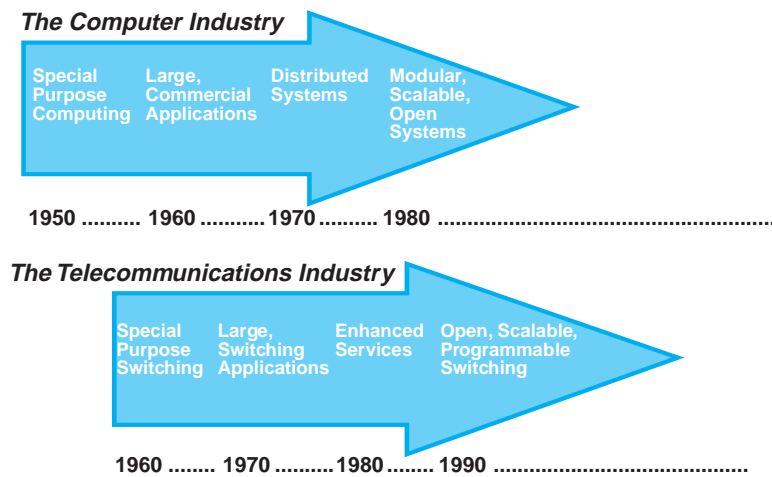 The Computer Industry
Special Purpose Computing
Large, Commercial Applications
Distributed Systems
Modular, Scalable, Open Systems
1950 .......... 1960 ........... 1970 .......... 1980 ..........................................................
The Telecommunications Industry
Special Purpose Switching
Large, Switching Applications
Enhanced Services
Open, Scalable, Programmable Switching
1960 ........ 1970 .......... 1980 ........ 1990 ............................................